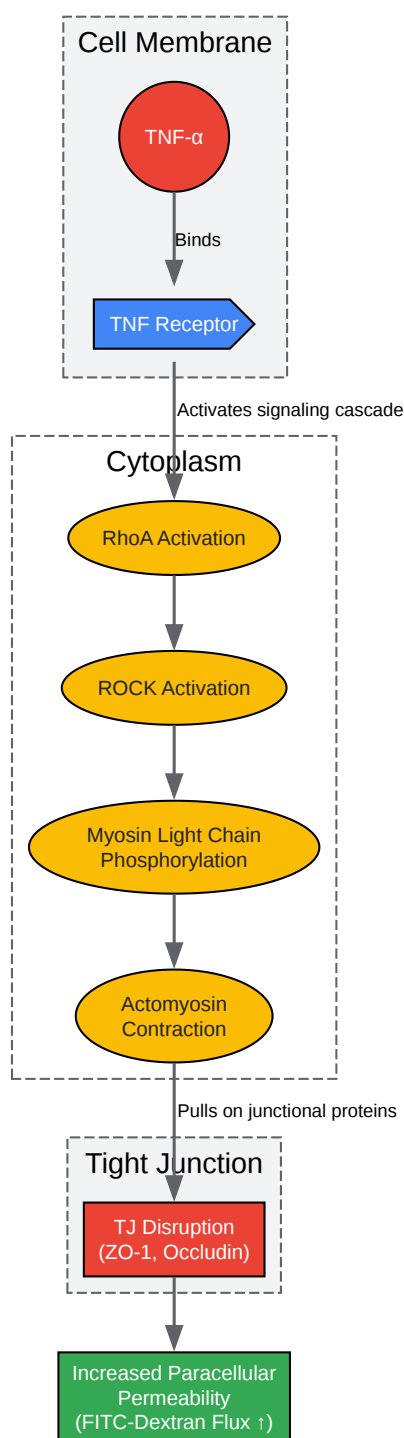 Cell Membrane
TNF-α
Binds
TNF Receptor
Activates signaling cascade
Cytoplasm
RhoA Activation
ROCK Activation
Myosin Light Chain
Phosphorylation
Actomyosin
Contraction
Pulls on junctional proteins
Tight Junction
TJ Disruption
(ZO-1, Occludin)
Increased Paracellular
Permeability
(FITC-Dextran Flux ↑)